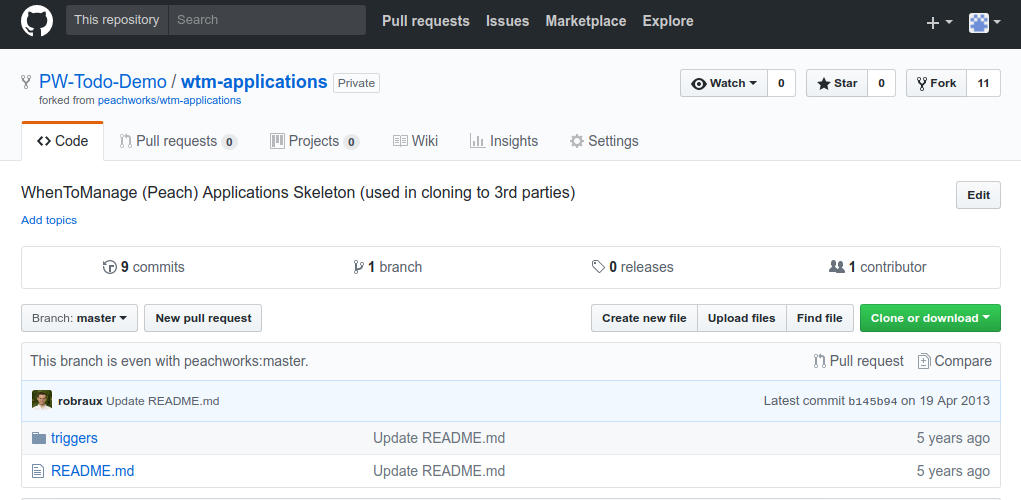 This repository Search Pull requests Issues Marketplace Explore
PW-Todo-Demo / wtm-applications Private Watch 0 Star 0 Fork 11
forked from peachworks/wtm-applications
Code Pull requests 0 Projects 0 Wiki Insights Settings
WhenToManage (Peach) Applications Skeleton (used in cloning to 3rd parties) Edit
Add topics
9 commits 1 branch 0 releases 1 contributor
Branch: master New pull request Create new file Upload files Find file Clone or download
This branch is even with peachworks:master. Pull request Compare
robraux Update README.md Latest commit b145b94 on 19 Apr 2013
triggers Update README.md 5 years ago
README.md Update README.md 5 years ago